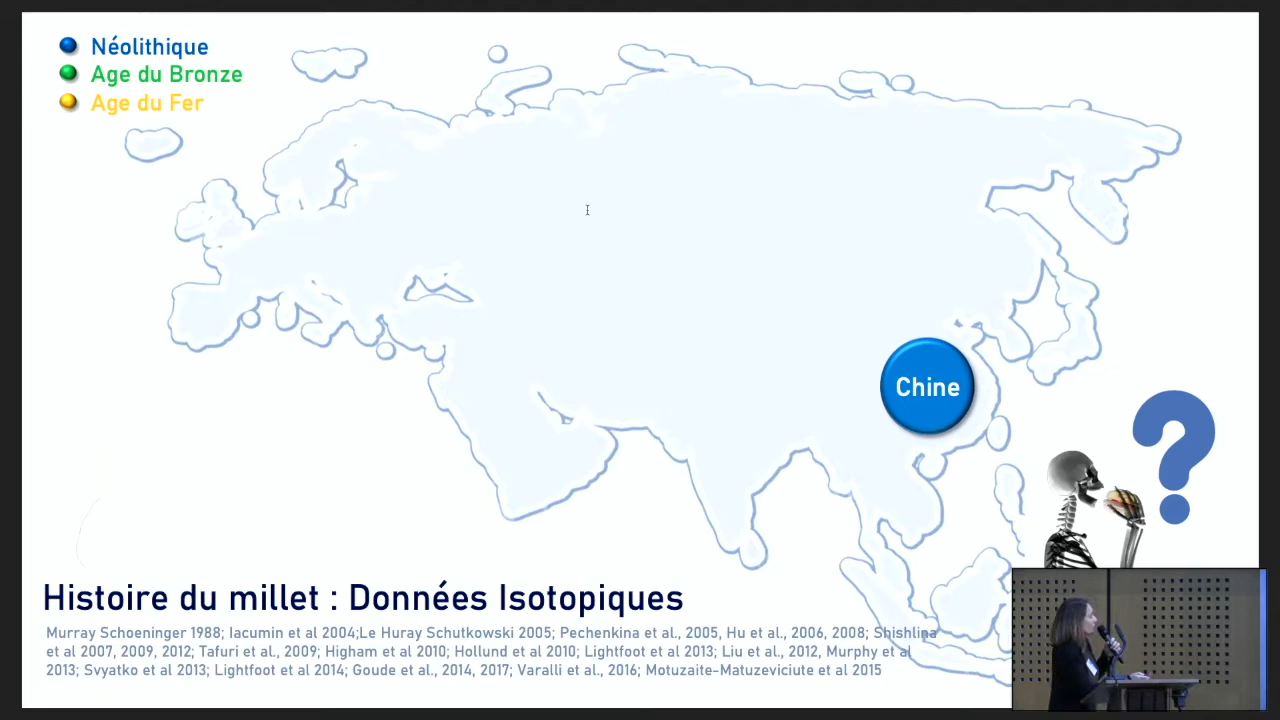 Néolithique
Age du Bronze
Age du Fer
Chine
?
Histoire du millet : Données Isotopiques
Murray Schoeninger 1988; Iacumin et al 2004;Le Huray Schutkowski 2005; Pechenkina et al., 2005, Hu et al., 2006, 2008; Shishlina
et al 2007, 2009, 2012; Tafuri et al., 2009; Higham et al 2010; Hollund et al 2010; Lightfoot et al 2013; Liu et al., 2012, Murphy et al
2013; Svyatko et al 2013; Lightfoot et al 2014; Goude et al., 2014, 2017; Varalli et al., 2016; Motuzaite-Matuzeviciute et al 2015